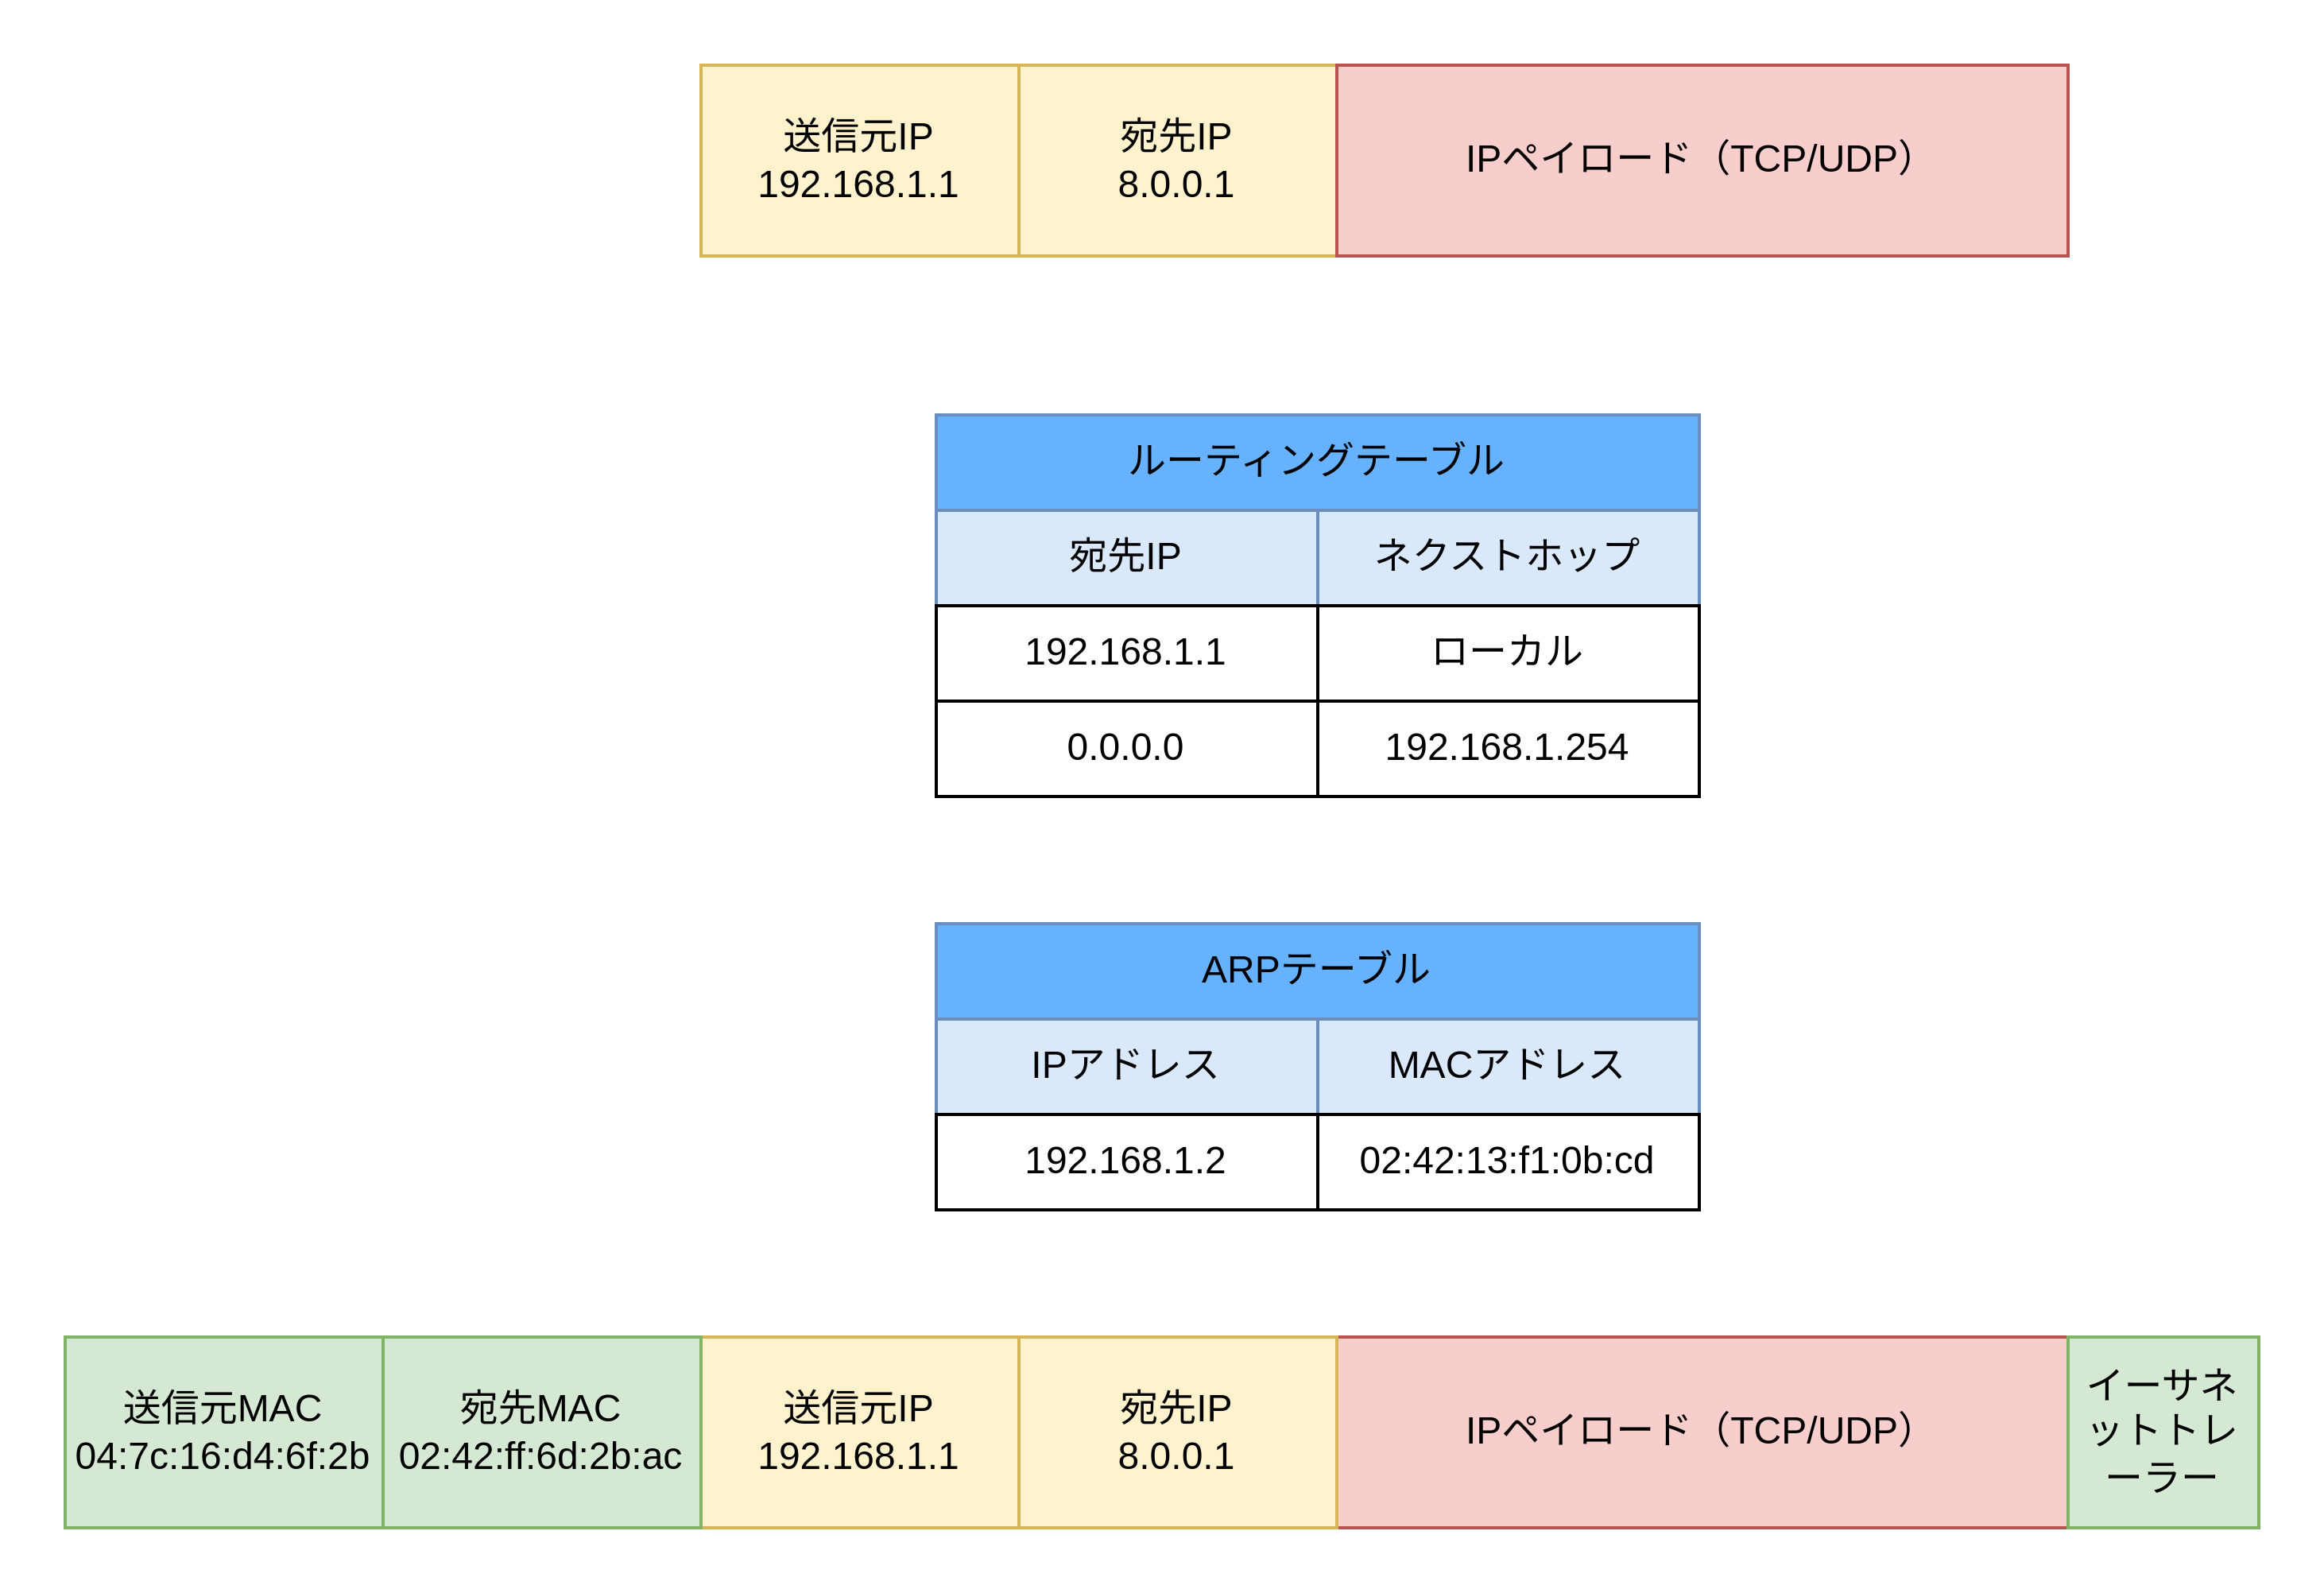 送信元IP
192.168.1.1
宛先IP
8.0.0.1
IPペイロード（TCP/UDP）
ルーティングテーブル
宛先IP
ネクストホップ
192.168.1.1
ローカル
0.0.0.0
192.168.1.254
ARPテーブル
IPアドレス
MACアドレス
192.168.1.2
02:42:13:f1:0b:cd
送信元MAC
04:7c:16:d4:6f:2b
宛先MAC
02:42:ff:6d:2b:ac
送信元IP
192.168.1.1
宛先IP
8.0.0.1
IPペイロード（TCP/UDP）
イーサネ
ットトレ
ーラー